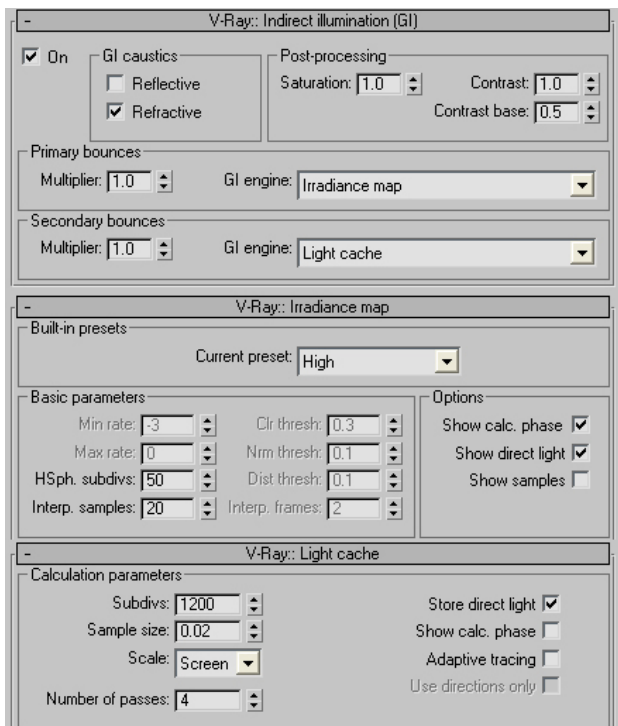 - V-Ray:: Indirect illumination (GI)
On
GI caustics
Reflective
Refractive
Post-processing
Saturation: 1.0 Contrast: 1.0
Contrast base: 0.5
Primary bounces
Multiplier: 1.0 GI engine: Irradiance map
Secondary bounces
Multiplier: 1.0 GI engine: Light cache
- V-Ray:: Irradiance map
Built-in presets
Current preset: High
Basic parameters
Min rate: -3 Clr thresh: 0.3
Max rate: 0 Nrm thresh: 0.1
HSph. subdivs: 50 Dist thresh: 0.1
Interp. samples: 20 Interp. frames: 2
Options
Show calc. phase
Show direct light
Show samples
- V-Ray:: Light cache
Calculation parameters
Subdivs: 1200 Store direct light
Sample size: 0.02 Show calc. phase
Scale: Screen Adaptive tracing
Use directions only
Number of passes: 4